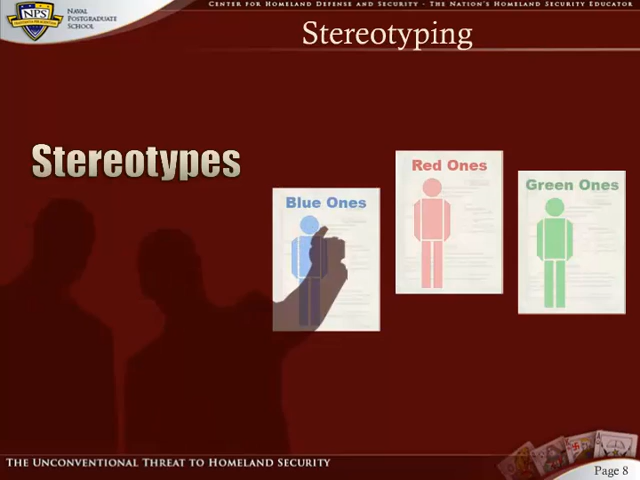 CENTER FOR HOMELAND DEFENSE AND SECURITY - THE NATION'S HOMELAND SECURITY EDUCATOR
NPS
NAVAL
POSTGRADUATE
SCHOOL
Stereotyping
Stereotypes
Blue Ones
Red Ones
Green Ones
THE UNCONVENTIONAL THREAT TO HOMELAND SECURITY
Page 8